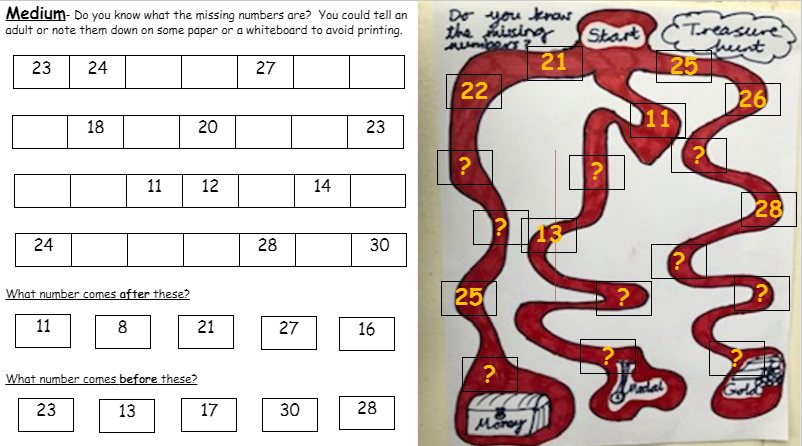 Medium- Do you know what the missing numbers are? You could tell an
adult or note them down on some paper or a whiteboard to avoid printing.
23 24 27
18 20 23
11 12 14
24 28 30
What number comes after these?
11 8 21 27 16
What number comes before these?
23 13 17 30 28
Do you know
the missing
numbers?
Start
Treasure
hunt
21
25
22
26
11
?
?
?
28
?
13
?
25
?
?
?
?
?
Money
Medal
Gold